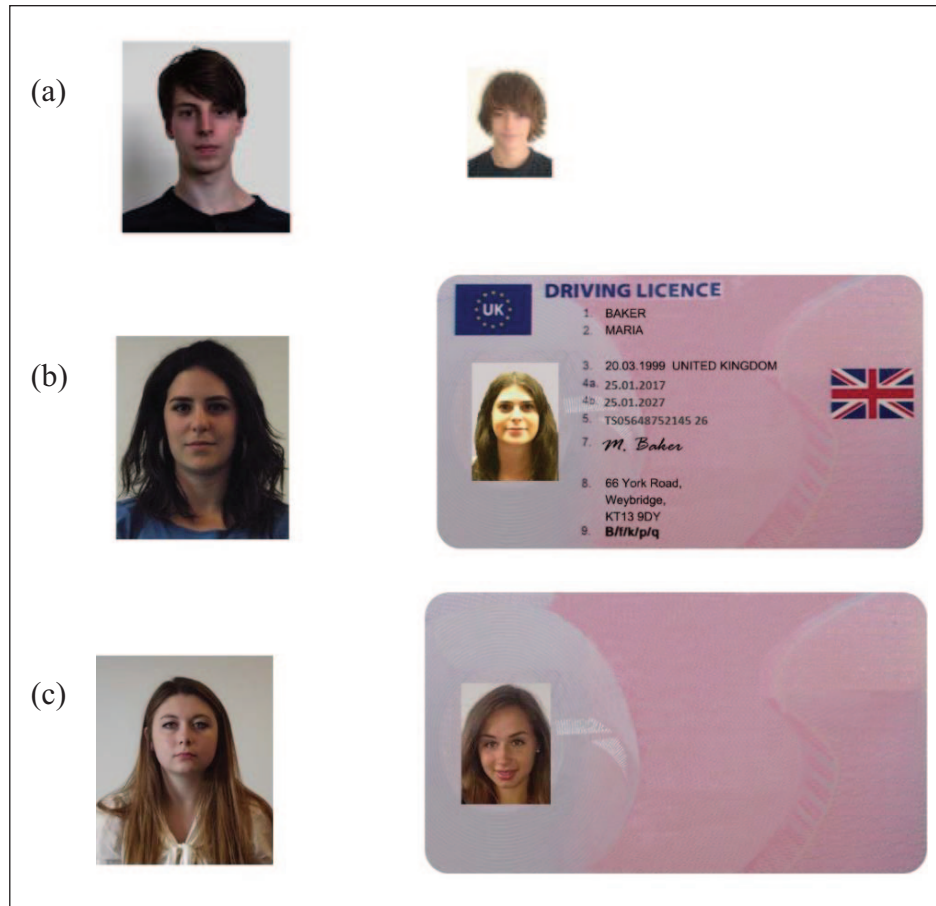 (a)
UK
DRIVING LICENCE
1. BAKER
2. MARIA
3. 20.03.1999 UNITED KINGDOM
4a. 25.01.2017
4b. 25.01.2027
5. TS05648752145 26
7. M. Baker
8. 66 York Road,
Weybridge,
KT13 9DY
9. B/f/k/p/q
(b)
(c)